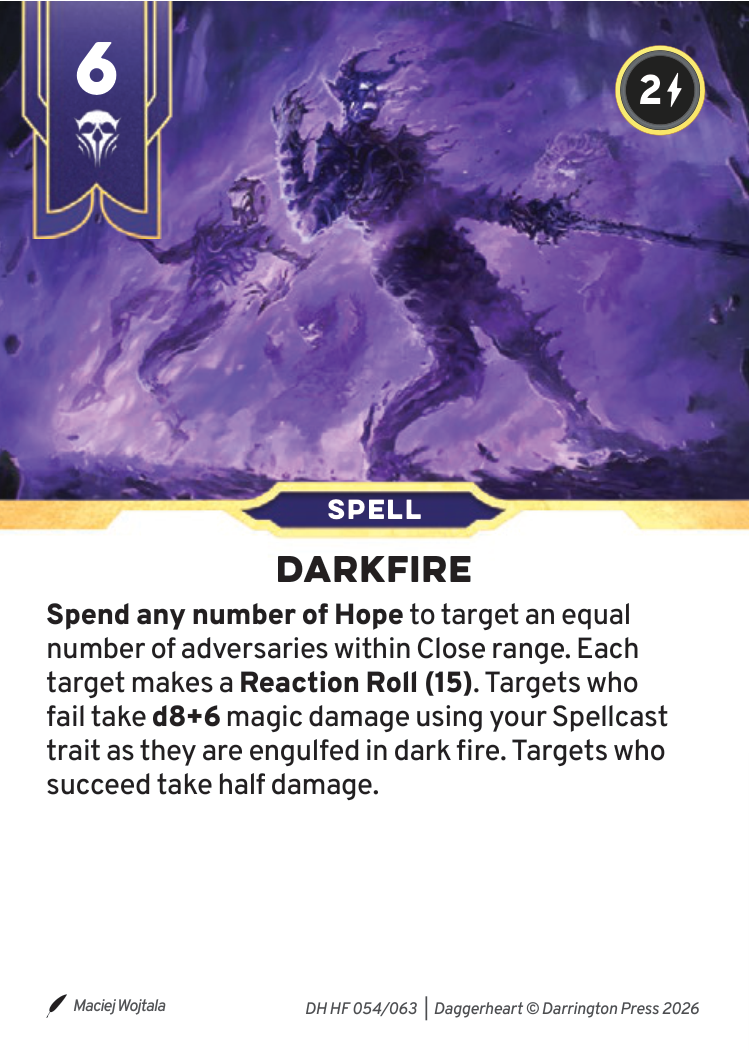 6
2
SPELL
DARKFIRE
Spend any number of Hope to target an equal
number of adversaries within Close range. Each
target makes a Reaction Roll (15). Targets who
fail take d8+6 magic damage using your Spellcast
trait as they are engulfed in dark fire. Targets who
succeed take half damage.
Maciej Wojtala
DH HF 054/063 | Daggerheart © Darrington Press 2026